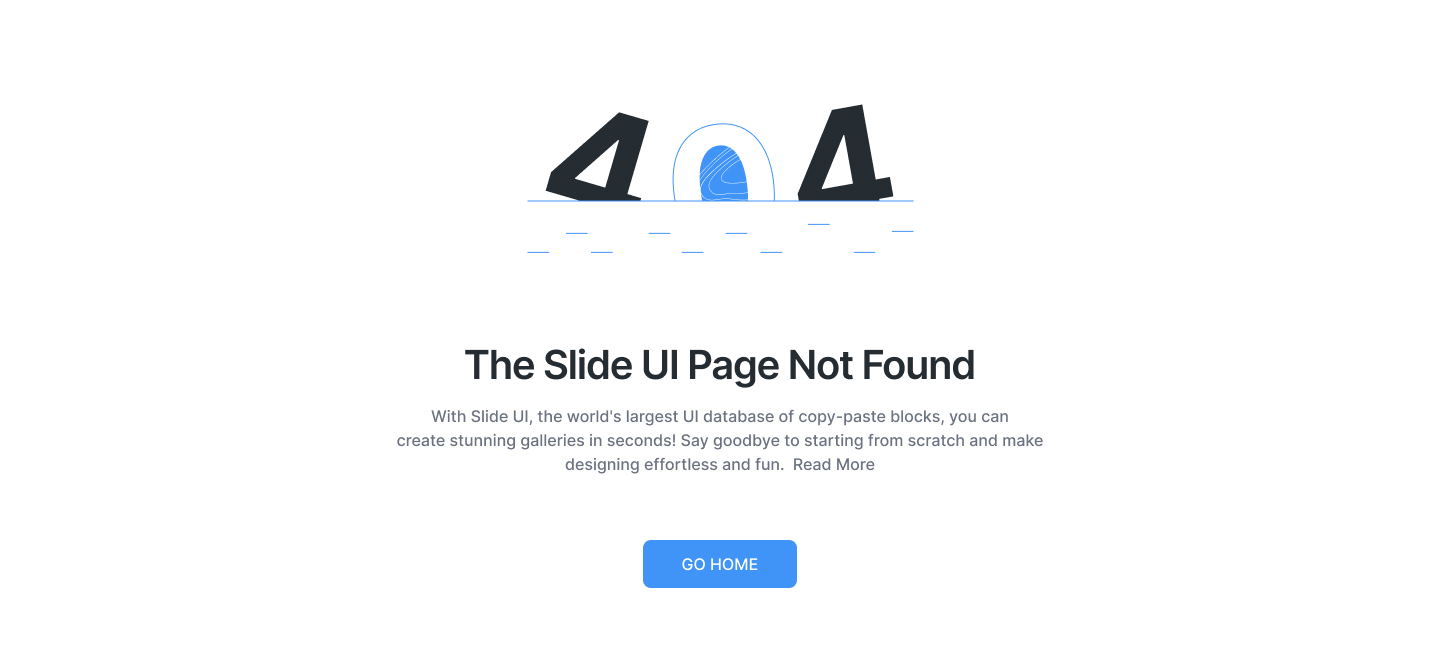 404
The Slide UI Page Not Found
With Slide UI, the world's largest UI database of copy-paste blocks, you can
create stunning galleries in seconds! Say goodbye to starting from scratch and make
designing effortless and fun.  Read More
GO HOME